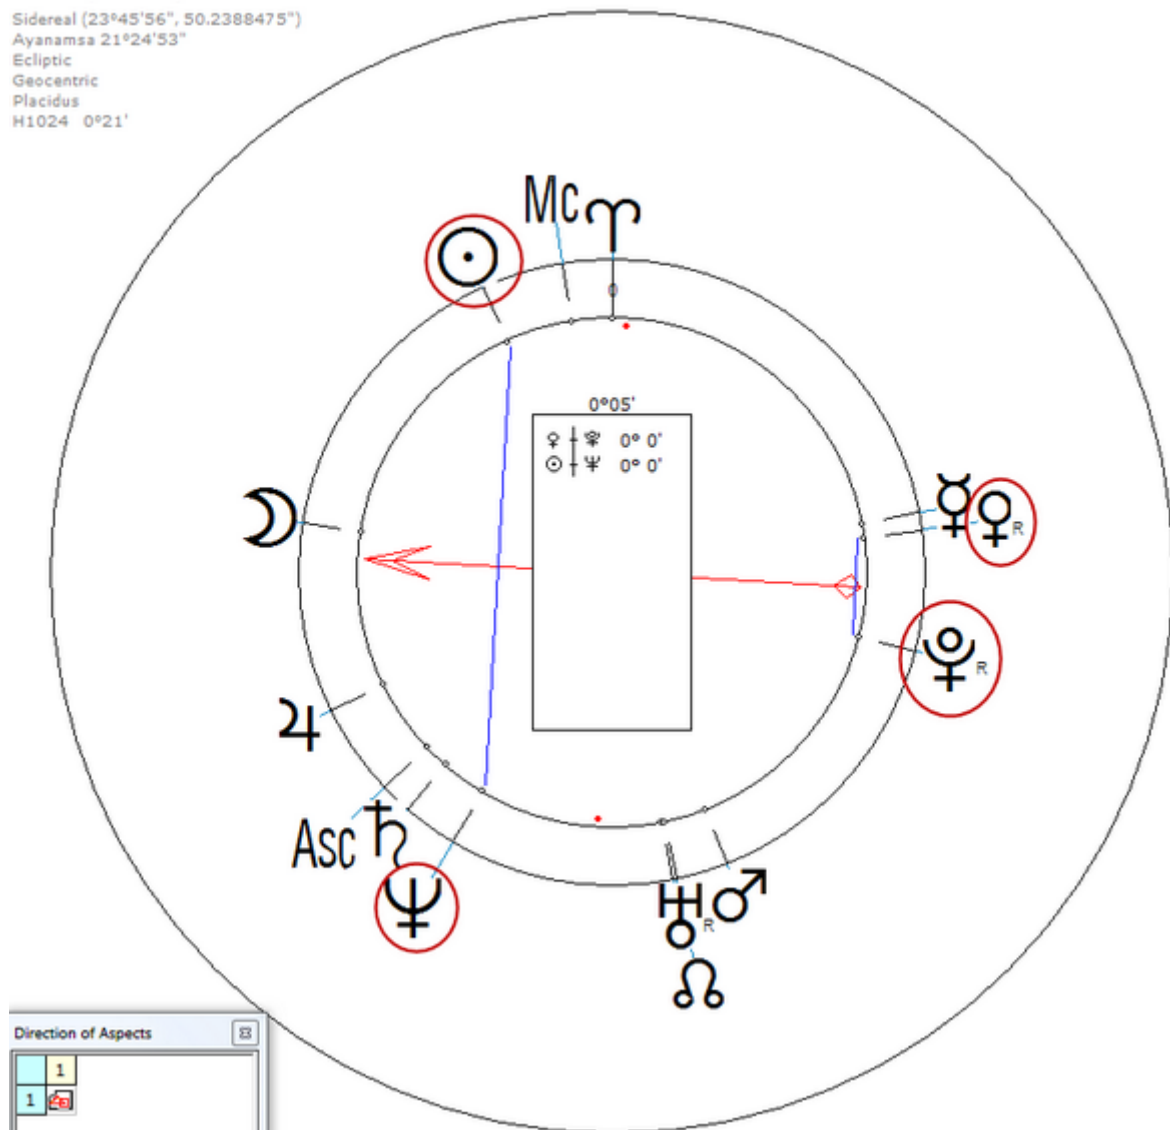 Sidereal (23°45'56", 50.2388475")
Ayanamsa 21°24'53"
Ecliptic
Geocentric
Placidus
H1024 0°21'
Mc ♈
☉
0
0°05'
♀ ♇ 0° 0'
☉ ♆ 0° 0'
☽
☿ ♀ R
♇ R
♃
Asc ♄
♆
♅ R ♂
☊
Direction of Aspects
1
1